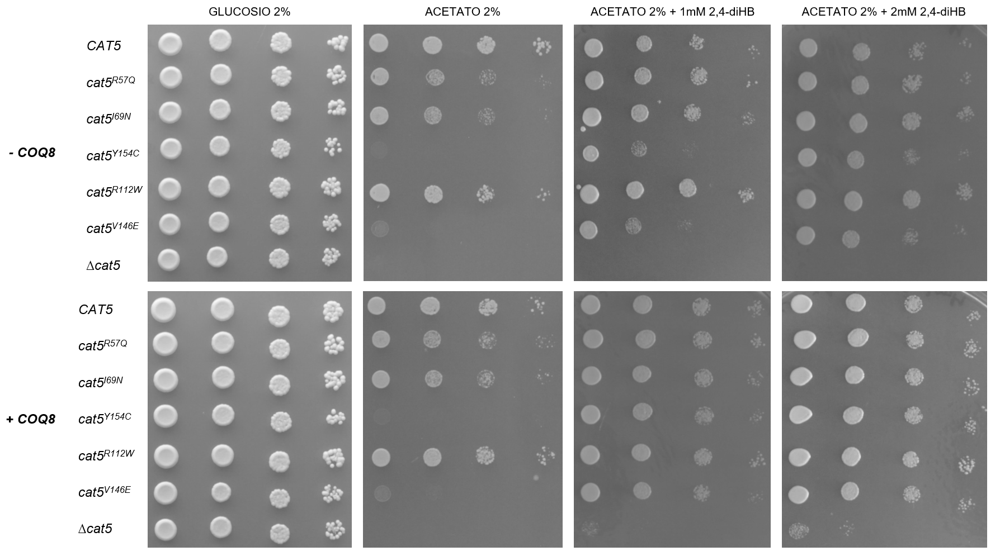 GLUCOSIO 2% ACETATO 2% ACETATO 2% + 1mM 2,4-diHB ACETATO 2% + 2mM 2,4-diHB
CAT5
cat5R57Q
cat5I69N
- COQ8
cat5Y154C
cat5R112W
cat5V146E
Δcat5
CAT5
cat5R57Q
cat5I69N
+ COQ8
cat5Y154C
cat5R112W
cat5V146E
Δcat5